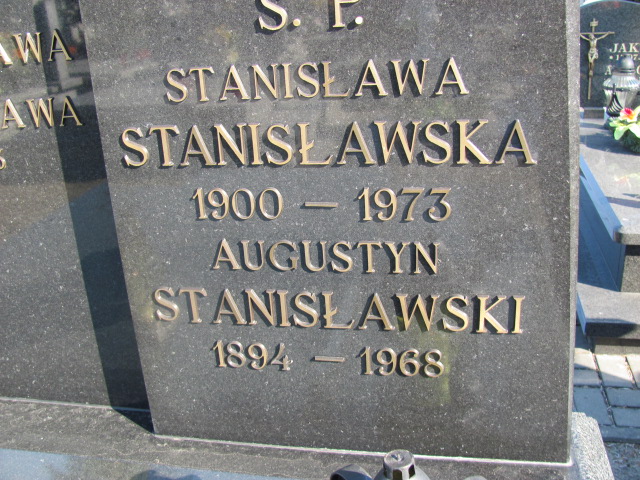 Ś. P.
STANISŁAWA
STANISŁAWSKA
1900 – 1973
AUGUSTYN
STANISŁAWSKI
1894 – 1968